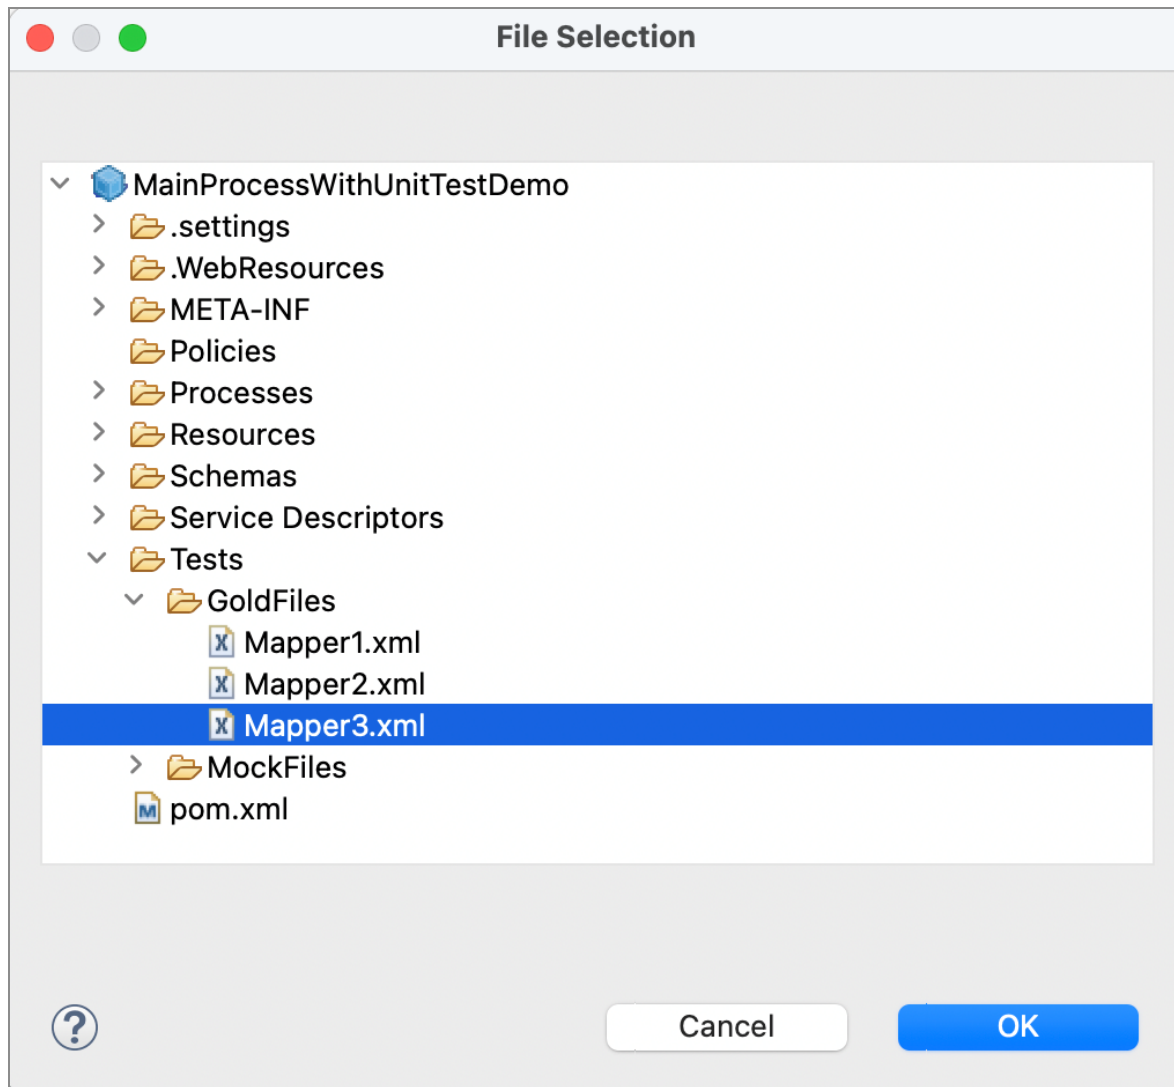 File Selection
MainProcessWithUnitTestDemo
.settings
.WebResources
META-INF
Policies
Processes
Resources
Schemas
Service Descriptors
Tests
GoldFiles
X Mapper1.xml
X Mapper2.xml
X Mapper3.xml
MockFiles
M pom.xml
? Cancel OK